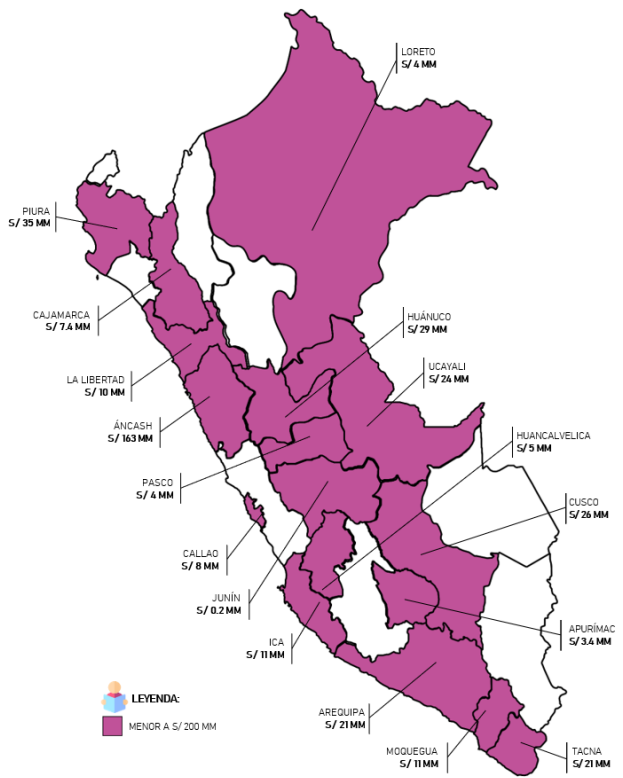 LORETO
S/ 4 MM
PIURA
S/ 35 MM
CAJAMARCA
S/ 7.4 MM
HUÁNUCO
S/ 29 MM
LA LIBERTAD
S/ 10 MM
UCAYALI
S/ 24 MM
ÁNCASH
S/ 163 MM
HUANCALVELICA
S/ 5 MM
PASCO
S/ 4 MM
CUSCO
S/ 26 MM
CALLAO
S/ 8 MM
JUNÍN
S/ 0.2 MM
ICA
S/ 11 MM
APURÍMAC
S/ 3.4 MM
LEYENDA:
MENOR A S/ 200 MM
AREQUIPA
S/ 21 MM
MOQUEGUA
S/ 11 MM
TACNA
S/ 21 MM